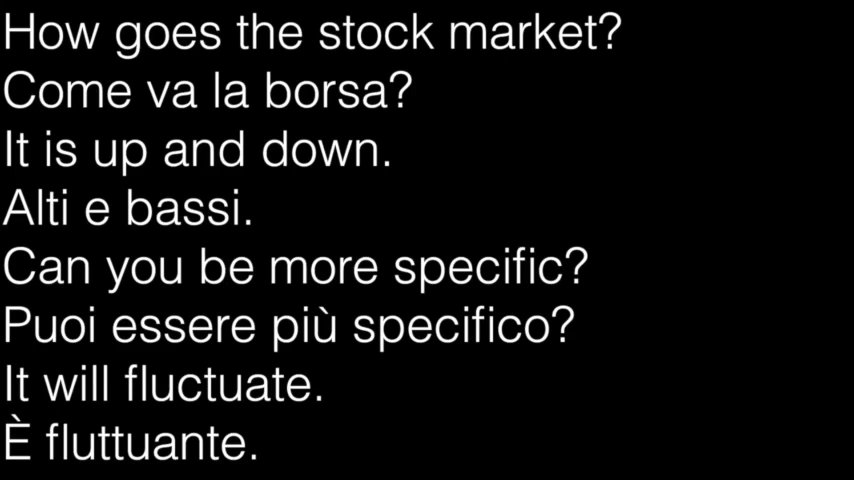 How goes the stock market?
Come va la borsa?
It is up and down.
Alti e bassi.
Can you be more specific?
Puoi essere più specifico?
It will fluctuate.
È fluttuante.